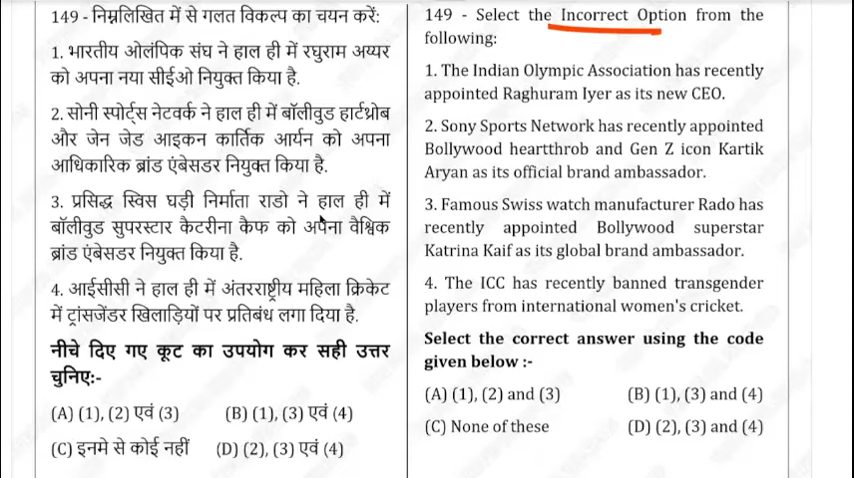 149 - निम्नलिखित में से गलत विकल्प का चयन करें:
1. भारतीय ओलंपिक संघ ने हाल ही में रघुराम अय्यर
को अपना नया सीईओ नियुक्त किया है.
2. सोनी स्पोर्ट्स नेटवर्क ने हाल ही में बॉलीवुड हार्टथ्रोब
और जेन जेड आइकन कार्तिक आर्यन को अपना
आधिकारिक ब्रांड एंबेसडर नियुक्त किया है.
3. प्रसिद्ध स्विस घड़ी निर्माता राडो ने हाल ही में
बॉलीवुड सुपरस्टार कैटरीना कैफ को अपना वैश्विक
ब्रांड एंबेसडर नियुक्त किया है.
4. आईसीसी ने हाल ही में अंतरराष्ट्रीय महिला क्रिकेट
में ट्रांसजेंडर खिलाड़ियों पर प्रतिबंध लगा दिया है.
नीचे दिए गए कूट का उपयोग कर सही उत्तर
चुनिए:-
(A) (1), (2) एवं (3) (B) (1), (3) एवं (4)
(C) इनमे से कोई नहीं (D) (2), (3) एवं (4)
149 - Select the Incorrect Option from the
following:
1. The Indian Olympic Association has recently
appointed Raghuram Iyer as its new CEO.
2. Sony Sports Network has recently appointed
Bollywood heartthrob and Gen Z icon Kartik
Aryan as its official brand ambassador.
3. Famous Swiss watch manufacturer Rado has
recently appointed Bollywood superstar
Katrina Kaif as its global brand ambassador.
4. The ICC has recently banned transgender
players from international women's cricket.
Select the correct answer using the code
given below :-
(A) (1), (2) and (3) (B) (1), (3) and (4)
(C) None of these (D) (2), (3) and (4)